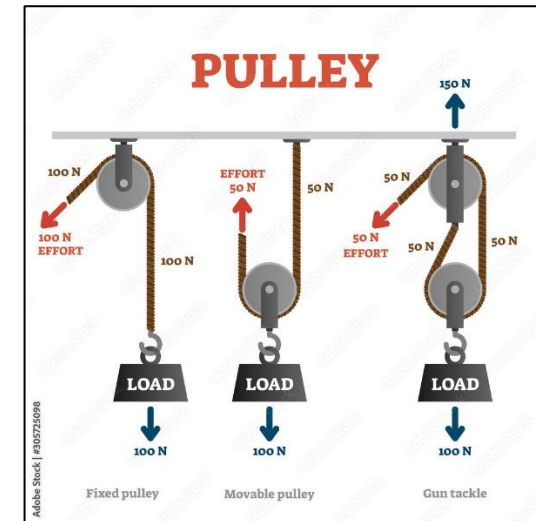 PULLEY
150 N
100 N
100 N
EFFORT
100 N
LOAD
100 N
Fixed pulley
EFFORT
50 N
50 N
LOAD
100 N
Movable pulley
50 N
50 N
EFFORT
50 N
50 N
LOAD
100 N
Gun tackle
Adobe Stock | #305725098